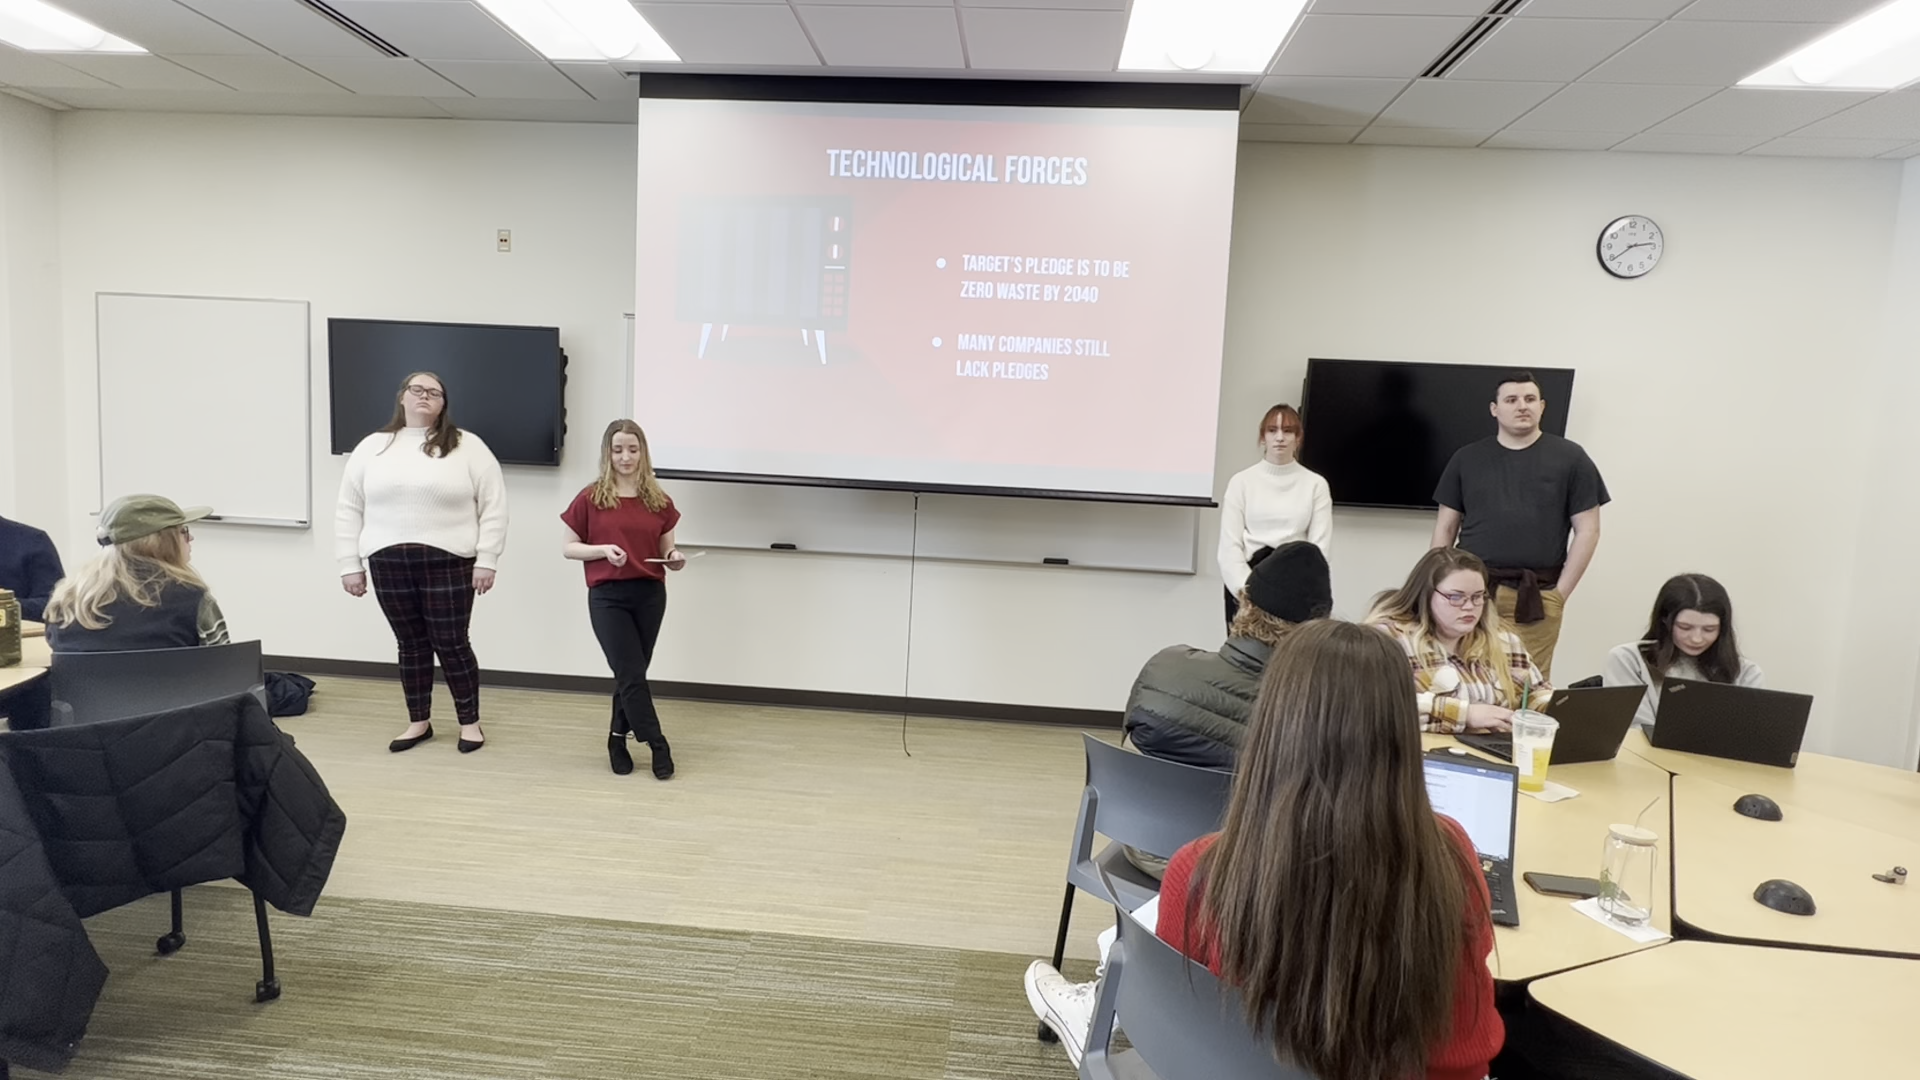 TECHNOLOGICAL FORCES
TARGET'S PLEDGE IS TO BE
ZERO WASTE BY 2040
MANY COMPANIES STILL
LACK PLEDGES